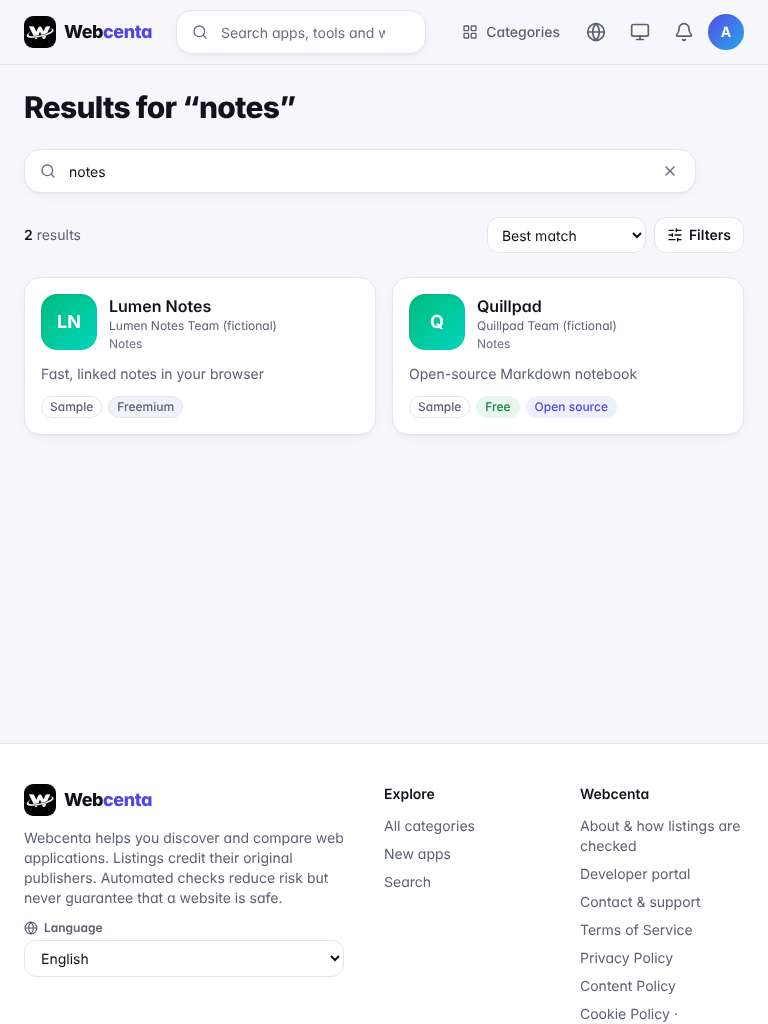 Webcenta
Search apps, tools and w
Categories
A
Results for “notes”
notes
2 results
Best match
Filters
LN
Lumen Notes
Lumen Notes Team (fictional)
Notes
Fast, linked notes in your browser
Sample
Freemium
Q
Quillpad
Quillpad Team (fictional)
Notes
Open-source Markdown notebook
Sample
Free
Open source
Webcenta
Webcenta helps you discover and compare web
applications. Listings credit their original
publishers. Automated checks reduce risk but
never guarantee that a website is safe.
Language
English
Explore
All categories
New apps
Search
Webcenta
About & how listings are
checked
Developer portal
Contact & support
Terms of Service
Privacy Policy
Content Policy
Cookie Policy ·